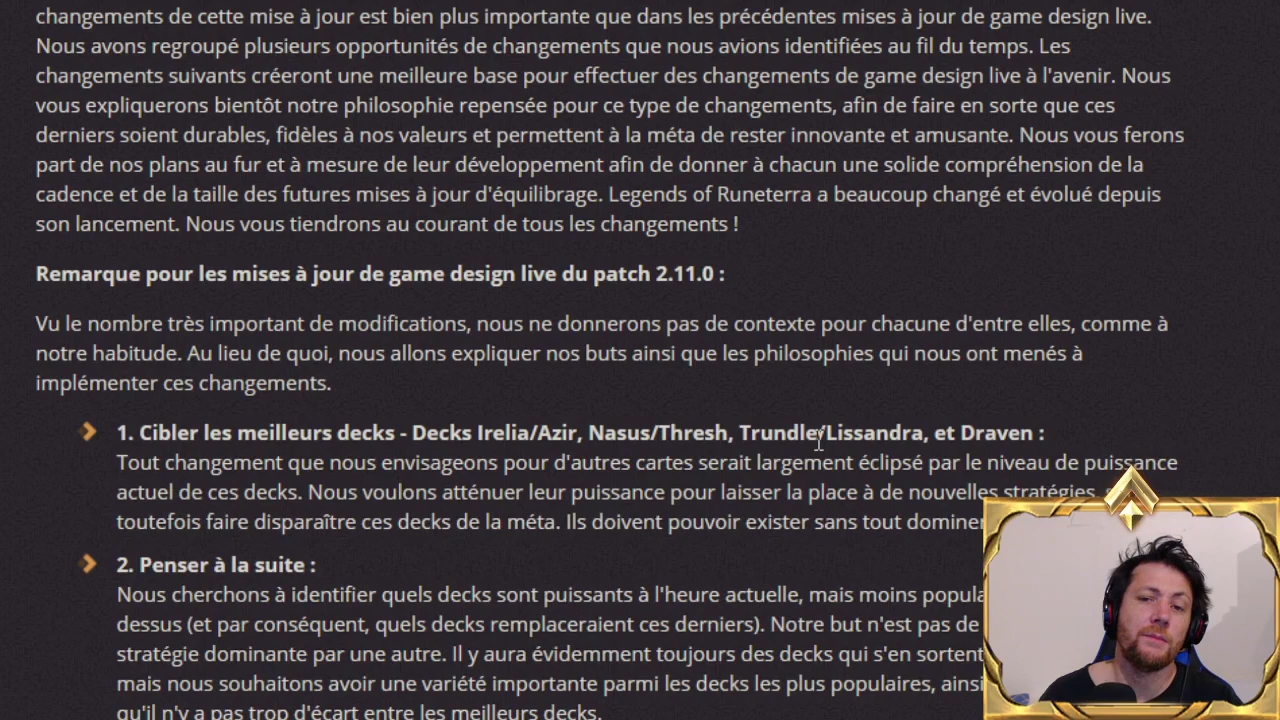 changements de cette mise à jour est bien plus importante que dans les précédentes mises à jour de game design live.
Nous avons regroupé plusieurs opportunités de changements que nous avions identifiées au fil du temps. Les
changements suivants créeront une meilleure base pour effectuer des changements de game design live à l'avenir. Nous
vous expliquerons bientôt notre philosophie repensée pour ce type de changements, afin de faire en sorte que ces
derniers soient durables, fidèles à nos valeurs et permettent à la méta de rester innovante et amusante. Nous vous ferons
part de nos plans au fur et à mesure de leur développement afin de donner à chacun une solide compréhension de la
cadence et de la taille des futures mises à jour d'équilibrage. Legends of Runeterra a beaucoup changé et évolué depuis
son lancement. Nous vous tiendrons au courant de tous les changements !
Remarque pour les mises à jour de game design live du patch 2.11.0 :
Vu le nombre très important de modifications, nous ne donnerons pas de contexte pour chacune d'entre elles, comme à
notre habitude. Au lieu de quoi, nous allons expliquer nos buts ainsi que les philosophies qui nous ont menés à
implémenter ces changements.
1. Cibler les meilleurs decks - Decks Irelia/Azir, Nasus/Thresh, Trundle/Lissandra, et Draven :
Tout changement que nous envisageons pour d'autres cartes serait largement éclipsé par le niveau de puissance
actuel de ces decks. Nous voulons atténuer leur puissance pour laisser la place à de nouvelles stratégies,
toutefois faire disparaître ces decks de la méta. Ils doivent pouvoir exister sans tout dominer
2. Penser à la suite :
Nous cherchons à identifier quels decks sont puissants à l'heure actuelle, mais moins
dessus (et par conséquent, quels decks remplaceraient ces derniers). Notre but n'est pas de
stratégie dominante par une autre. Il y aura évidemment toujours des decks qui s'en
mais nous souhaitons avoir une variété importante parmi les decks les plus populaires,
qu'il n'y a pas trop d'écart entre les meilleurs decks.